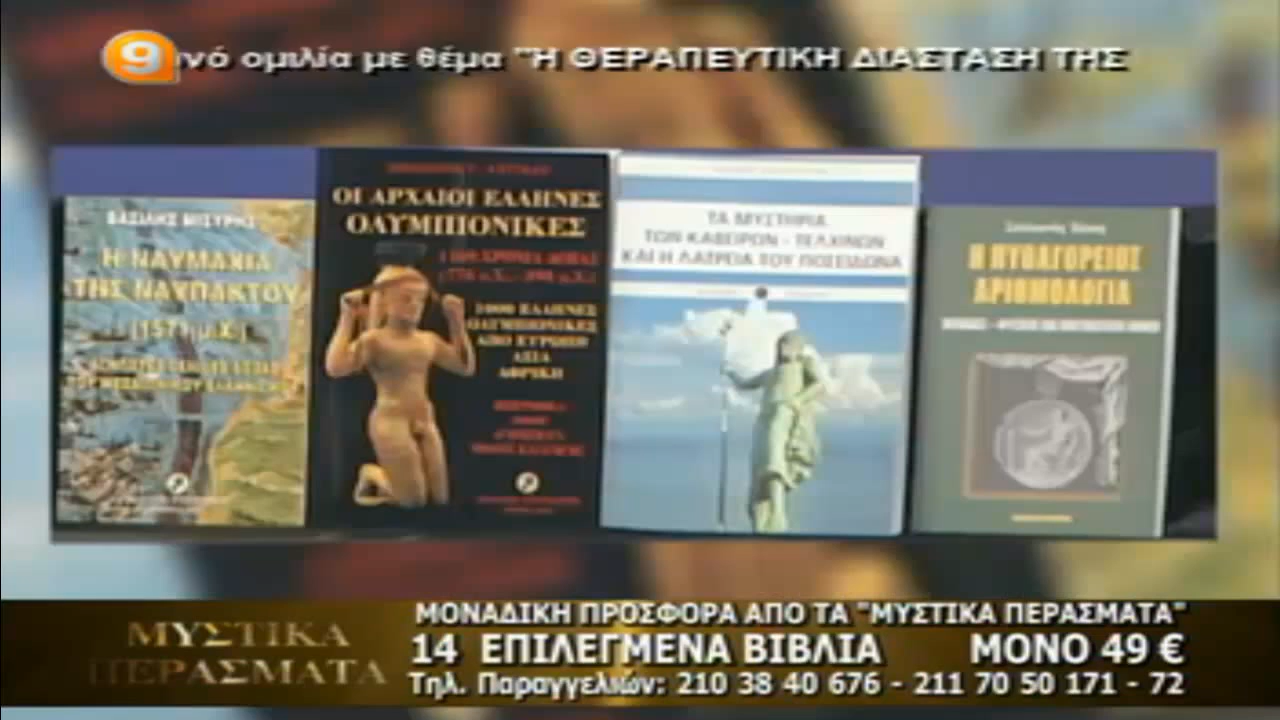 9
νό ομιλία με θέμα "Η ΘΕΡΑΠΕΥΤΙΚΗ ΔΙΑΣΤΑΣΗ ΤΗΣ
ΒΑΣΙΛΗΣ ΜΙΣΥΡΗΣ
Η ΝΑΥΜΑΧΙΑ
ΤΗΣ ΝΑΥΠΑΚΤΟΥ
(1571 μ.Χ.)
ΟΙ ΑΡΧΑΙΟΙ ΕΛΛΗΝΕΣ
ΟΛΥΜΠΙΟΝΙΚΕΣ
ΕΛΛΗΝΕΣ
ΟΛΥΜΠΙΟΝΙΚΕΣ
ΑΠΟ ΕΥΡΩΠΗ
ΑΣΙΑ
ΑΦΡΙΚΗ
ΤΑ ΜΥΣΤΗΡΙΑ
ΤΩΝ ΚΑΒΕΙΡΩΝ - ΤΕΛΧΙΝΩΝ
ΚΑΙ Η ΛΑΤΡΕΙΑ ΤΟΥ ΠΟΣΕΙΔΩΝΑ
Η ΠΥΘΑΓΟΡΕΙΟΣ
ΑΡΙΘΜΟΛΟΓΙΑ
ΜΥΣΤΙΚΑ
ΠΕΡΑΣΜΑΤΑ
ΜΟΝΑΔΙΚΗ ΠΡΟΣΦΟΡΑ ΑΠΟ ΤΑ "ΜΥΣΤΙΚΑ ΠΕΡΑΣΜΑΤΑ"
14 ΕΠΙΛΕΓΜΕΝΑ ΒΙΒΛΙΑ ΜΟΝΟ 49 €
Τηλ. Παραγγελιών: 210 38 40 676 - 211 70 50 171 - 72